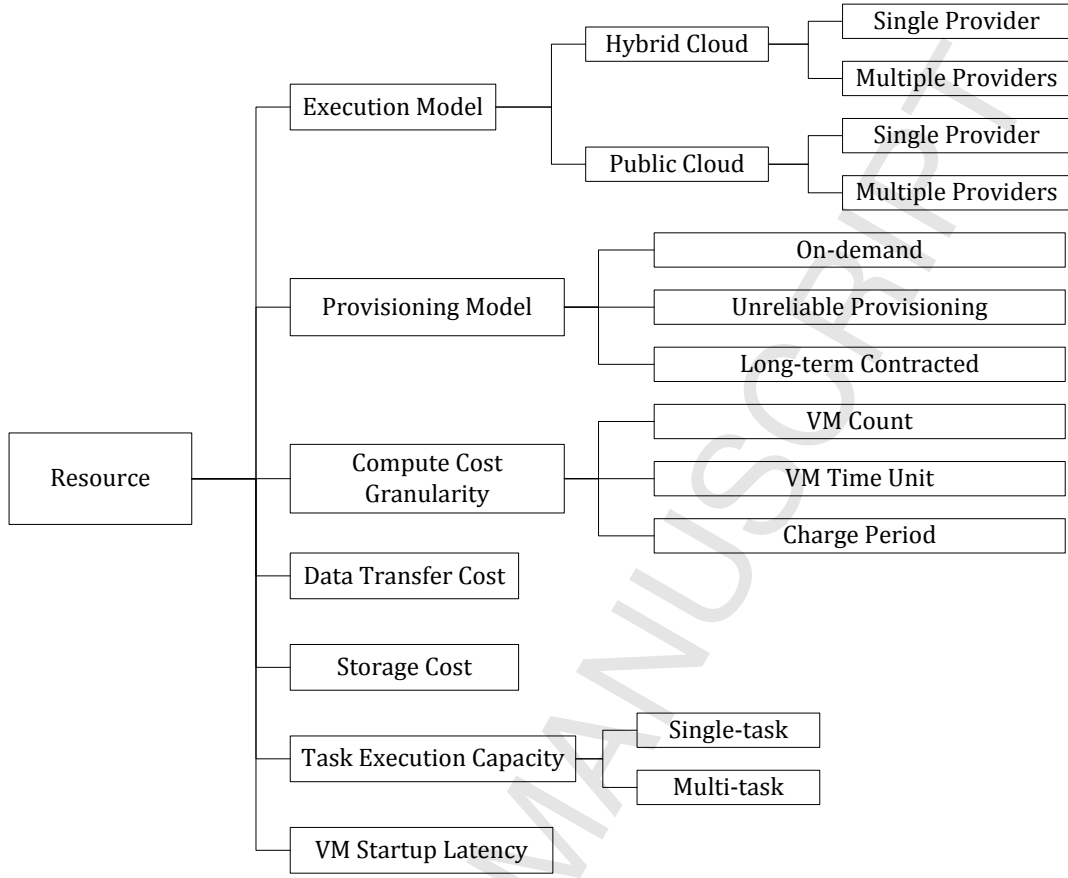 Resource
Execution Model
Hybrid Cloud
Single Provider
Multiple Providers
Public Cloud
Single Provider
Multiple Providers
Provisioning Model
On-demand
Unreliable Provisioning
Long-term Contracted
Compute Cost
Granularity
VM Count
VM Time Unit
Charge Period
Data Transfer Cost
Storage Cost
Task Execution Capacity
Single-task
Multi-task
VM Startup Latency
MANUSCRIPT